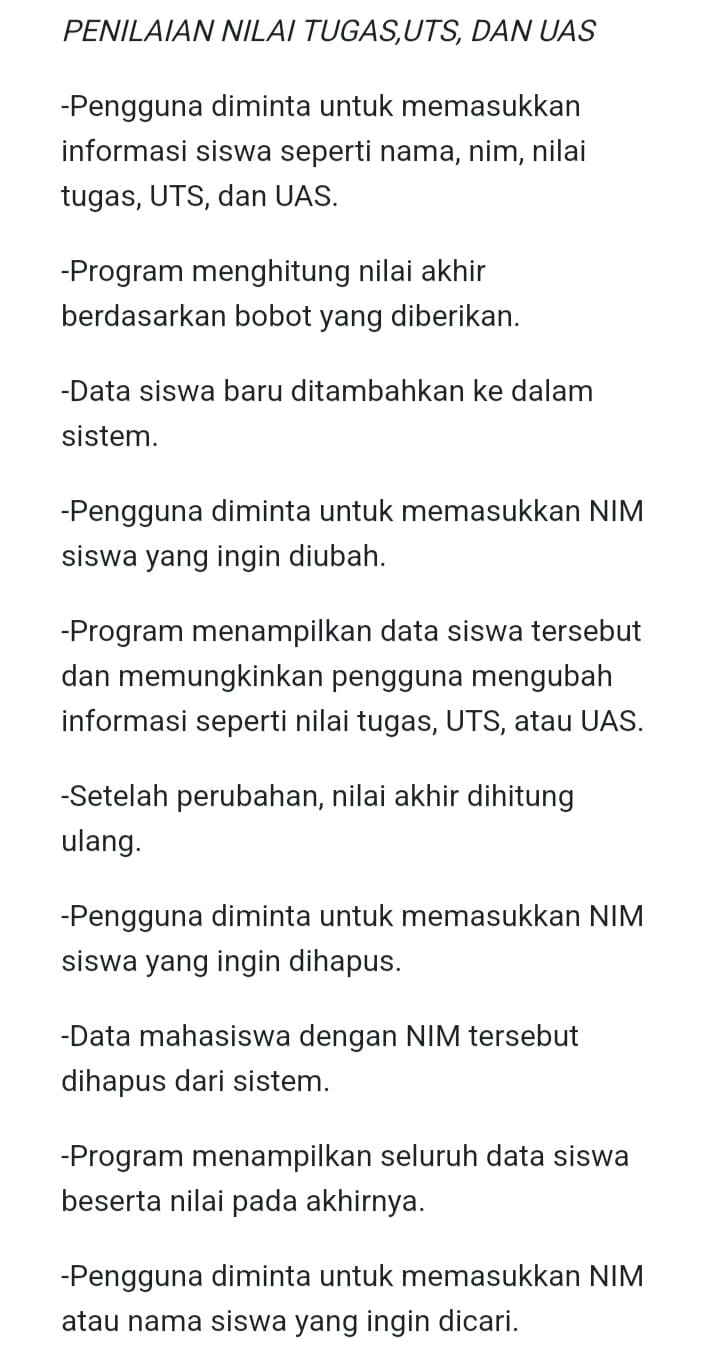 PENILAIAN NILAI TUGAS,UTS, DAN UAS
-Pengguna diminta untuk memasukkan
informasi siswa seperti nama, nim, nilai
tugas, UTS, dan UAS.
-Program menghitung nilai akhir
berdasarkan bobot yang diberikan.
-Data siswa baru ditambahkan ke dalam
sistem.
-Pengguna diminta untuk memasukkan NIM
siswa yang ingin diubah.
-Program menampilkan data siswa tersebut
dan memungkinkan pengguna mengubah
informasi seperti nilai tugas, UTS, atau UAS.
-Setelah perubahan, nilai akhir dihitung
ulang.
-Pengguna diminta untuk memasukkan NIM
siswa yang ingin dihapus.
-Data mahasiswa dengan NIM tersebut
dihapus dari sistem.
-Program menampilkan seluruh data siswa
beserta nilai pada akhirnya.
-Pengguna diminta untuk memasukkan NIM
atau nama siswa yang ingin dicari.